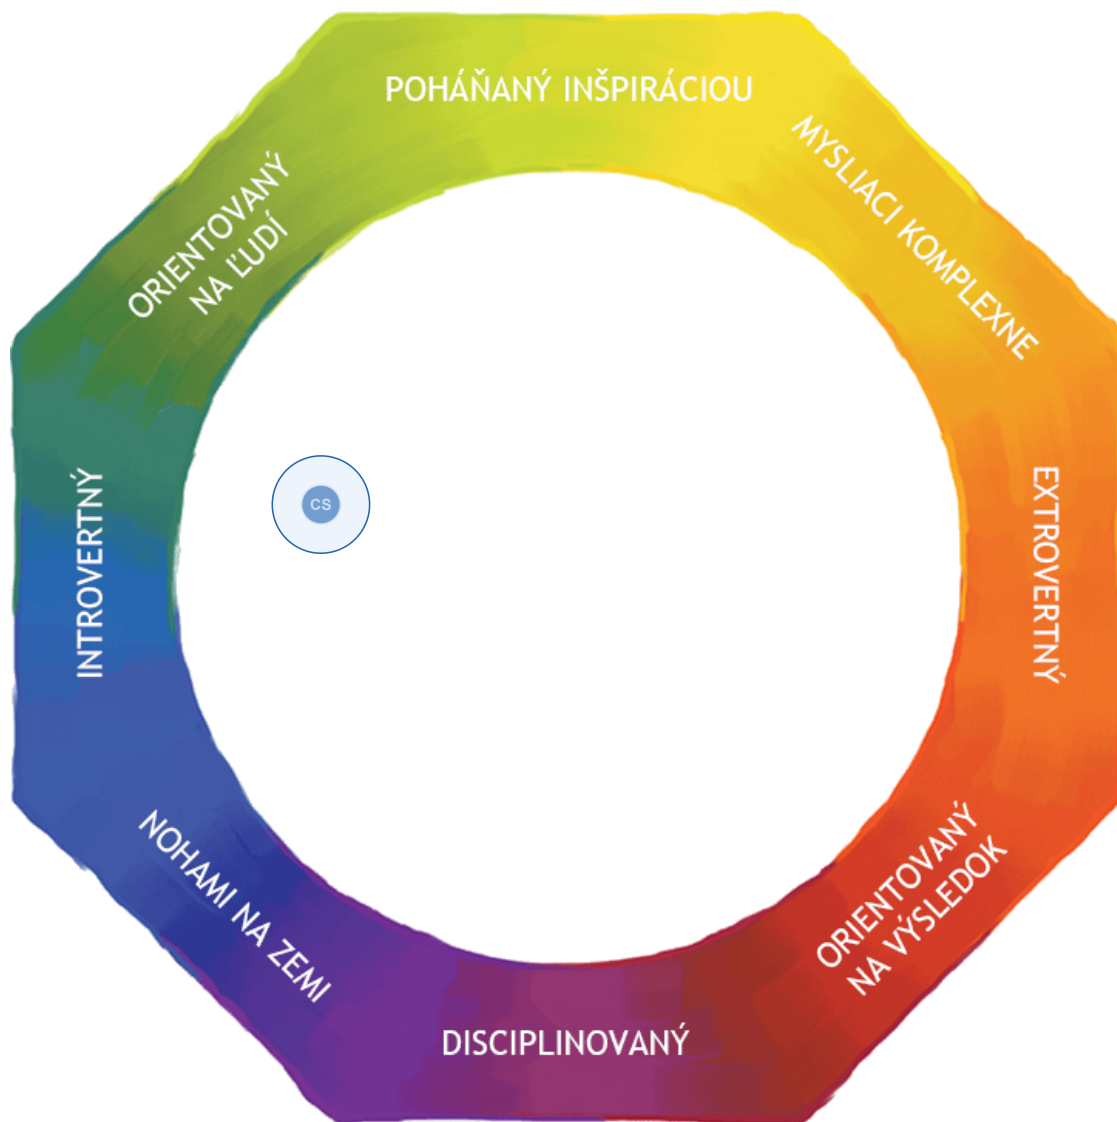 POHÁŇANÝ INŠPIRÁCIOU
MYSLIACI KOMPLEXNE
ORIENTOVANÝ
NA ĽUDÍ
CS
INTROVERTNÝ
EXTROVERTNÝ
NOHAMI NA ZEMI
ORIENTOVANÝ
NA VÝSLEDOK
DISCIPLINOVANÝ